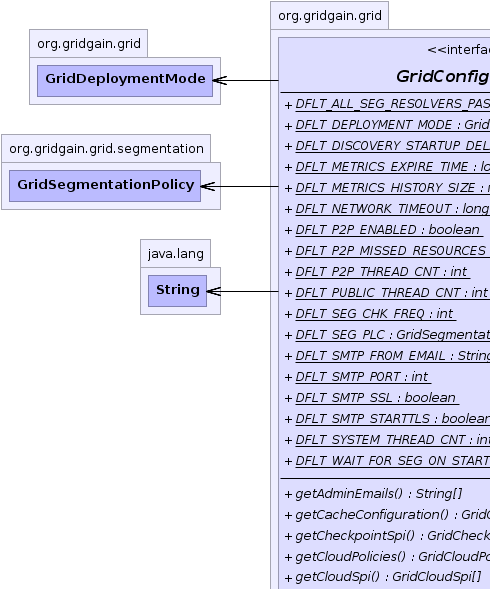 org.gridgain.grid
org.gridgain.grid
<<interfac
GridDeploymentMode
GridConfig
+ DFLT_ALL_SEG_RESOLVERS_PAS
+ DFLT_DEPLOYMENT_MODE : Grid
org.gridgain.grid.segmentation
+ DFLT_DISCOVERY_STARTUP_DEL
+ DFLT_METRICS_EXPIRE_TIME : lo
GridSegmentationPolicy
+ DFLT_METRICS_HISTORY_SIZE : i
+ DFLT_NETWORK_TIMEOUT : long
+ DFLT_P2P_ENABLED : boolean
java.lang
+ DFLT_P2P_MISSED_RESOURCES
+ DFLT_P2P_THREAD_CNT : int
String
+ DFLT_PUBLIC_THREAD_CNT : int
+ DFLT_SEG_CHK_FREQ : int
+ DFLT_SEG_PLC : GridSegmentat
+ DFLT_SMTP_FROM_EMAIL : String
+ DFLT_SMTP_PORT : int
+ DFLT_SMTP_SSL : boolean
+ DFLT_SMTP_STARTTLS : boolean
+ DFLT_SYSTEM_THREAD_CNT : int
+ DFLT_WAIT_FOR_SEG_ON_START
+ getAdminEmails() : String[]
+ getCacheConfiguration() : GridC
+ getCheckpointSpi() : GridCheck
+ getCloudPolicies() : GridCloudPo
+ getCloudSpi() : GridCloudSpi[]